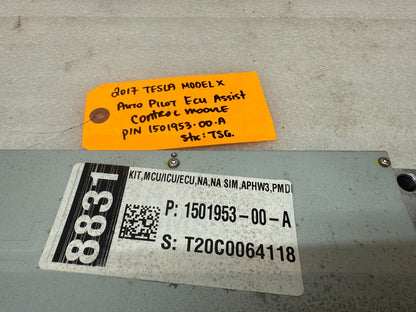 2017 TESLA MODEL X
AUTO PILOT ECU ASSIST
CONTROL MODULE
P/N 1501953-00-A
stk: TSG.
8831
KIT,MCU/ICU/ECU,NA,NA SIM,APHW3,PMDL
P: 1501953-00-A
S: T20C0064118